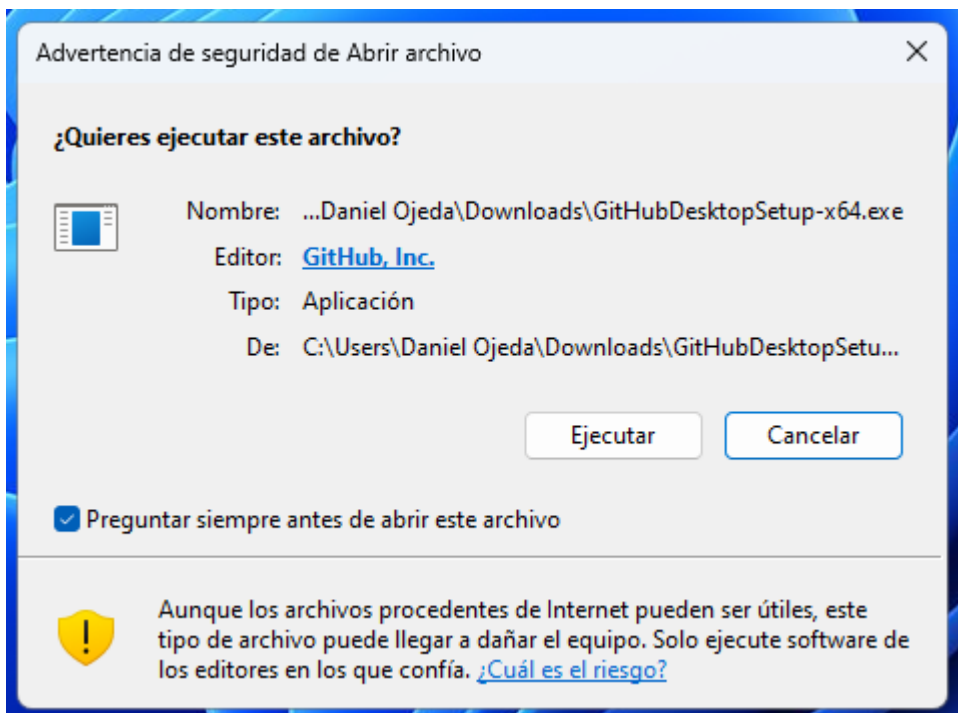 Advertencia de seguridad de Abrir archivo
¿Quieres ejecutar este archivo?
Nombre: ...Daniel Ojeda\Downloads\GitHubDesktopSetup-x64.exe
Editor: GitHub, Inc.
Tipo: Aplicación
De: C:\Users\Daniel Ojeda\Downloads\GitHubDesktopSetu...
Ejecutar Cancelar
Preguntar siempre antes de abrir este archivo
Aunque los archivos procedentes de Internet pueden ser útiles, este
tipo de archivo puede llegar a dañar el equipo. Solo ejecute software de
los editores en los que confía. ¿Cuál es el riesgo?